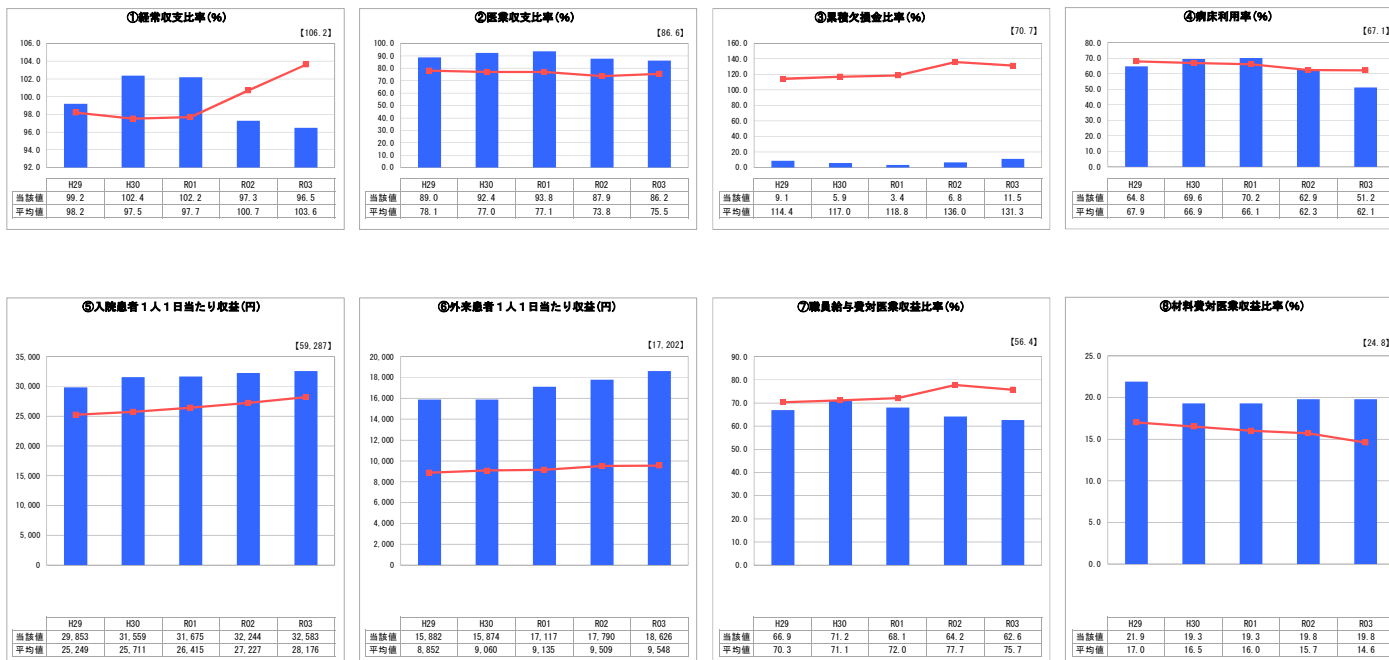 ①経常収支比率(%)
【106.2】
106.0
104.0
102.0
100.0
98.0
96.0
94.0
92.0
H29 H30 R01 R02 R03
当該値 99.2 102.4 102.2 97.3 96.5
平均値 98.2 97.5 97.7 100.7 103.6
②医業収支比率(%)
【86.6】
100.0
90.0
80.0
70.0
60.0
50.0
40.0
30.0
20.0
10.0
0.0
H29 H30 R01 R02 R03
当該値 89.0 92.4 93.8 87.9 86.2
平均値 78.1 77.0 77.1 73.8 75.5
③累積欠損金比率(%)
【70.7】
160.0
140.0
120.0
100.0
80.0
60.0
40.0
20.0
0.0
H29 H30 R01 R02 R03
当該値 9.1 5.9 3.4 6.8 11.5
平均値 114.4 117.0 118.8 136.0 131.3
④病床利用率(%)
【67.1】
80.0
70.0
60.0
50.0
40.0
30.0
20.0
10.0
0.0
H29 H30 R01 R02 R03
当該値 64.8 69.6 70.2 62.9 51.2
平均値 67.9 66.9 66.1 62.3 62.1
⑤入院患者1人1日当たり収益(円)
【59,287】
35,000
30,000
25,000
20,000
15,000
10,000
5,000
0
H29 H30 R01 R02 R03
当該値 29,853 31,559 31,675 32,244 32,583
平均値 25,249 25,711 26,415 27,227 28,176
⑥外来患者1人1日当たり収益(円)
【17,202】
20,000
18,000
16,000
14,000
12,000
10,000
8,000
6,000
4,000
2,000
0
H29 H30 R01 R02 R03
当該値 15,882 15,874 17,117 17,790 18,626
平均値 8,852 9,060 9,135 9,509 9,548
⑦職員給与費対医業収益比率(%)
【56.4】
90.0
80.0
70.0
60.0
50.0
40.0
30.0
20.0
10.0
0.0
H29 H30 R01 R02 R03
当該値 66.9 71.2 68.1 64.2 62.6
平均値 70.3 71.1 72.0 77.7 75.7
⑧材料費対医業収益比率(%)
【24.8】
25.0
20.0
15.0
10.0
5.0
0.0
H29 H30 R01 R02 R03
当該値 21.9 19.3 19.3 19.8 19.8
平均値 17.0 16.5 16.0 15.7 14.6